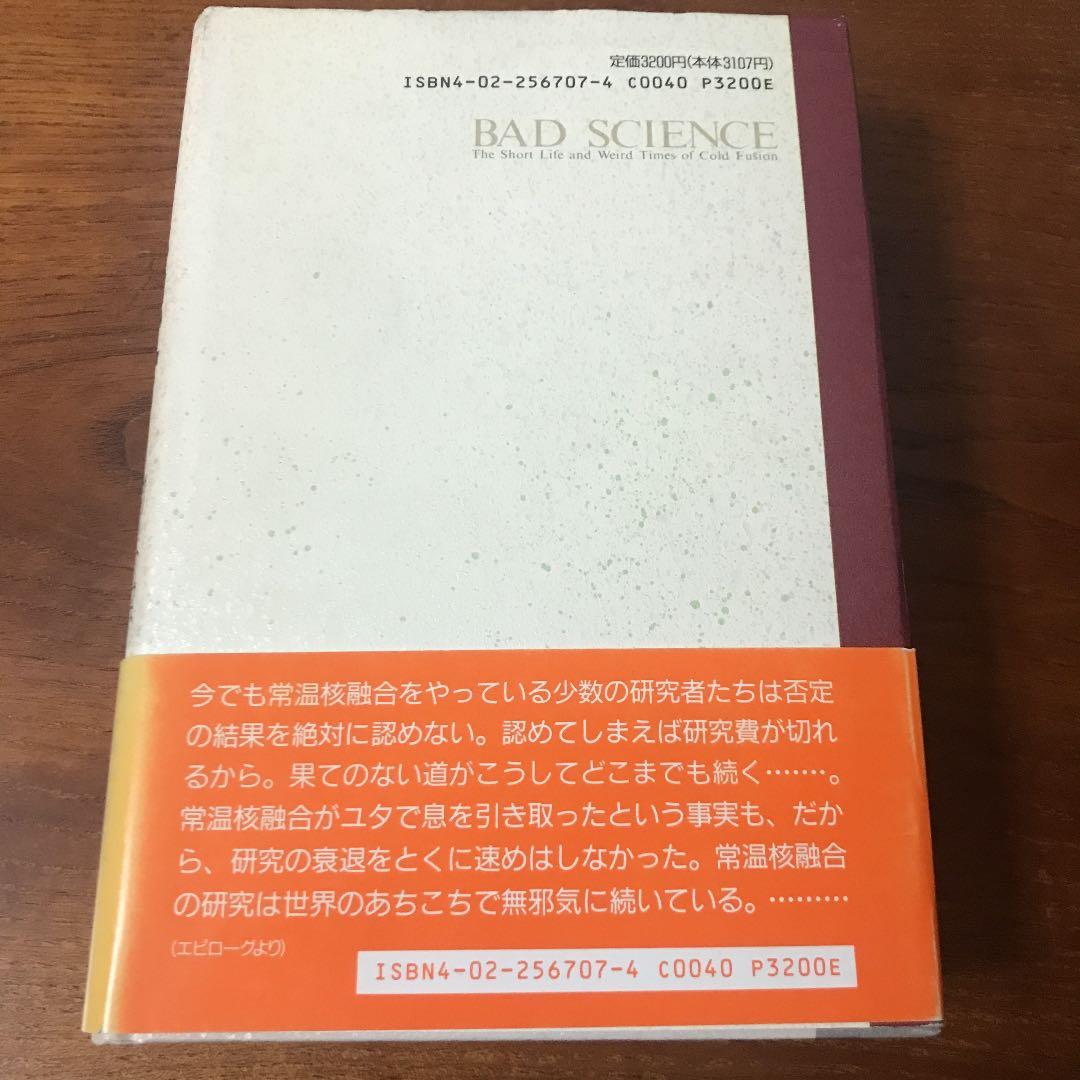 定価3200円(本体3107円)
ISBN4-02-256707-4 C0040 P3200E
BAD SCIENCE
The Short Life and Weird Times of Cold Fusion
今でも常温核融合をやっている少数の研究者たちは否定
の結果を絶対に認めない。認めてしまえば研究費が切れ
るから。果てのない道がこうしてどこまでも続く………。
常温核融合がユタで息を引き取ったという事実も、だか
ら、研究の衰退をとくに速めはしなかった。常温核融合
の研究は世界のあちこちで無邪気に続いている。………
(エピローグより)
ISBN4-02-256707-4 C0040 P3200E